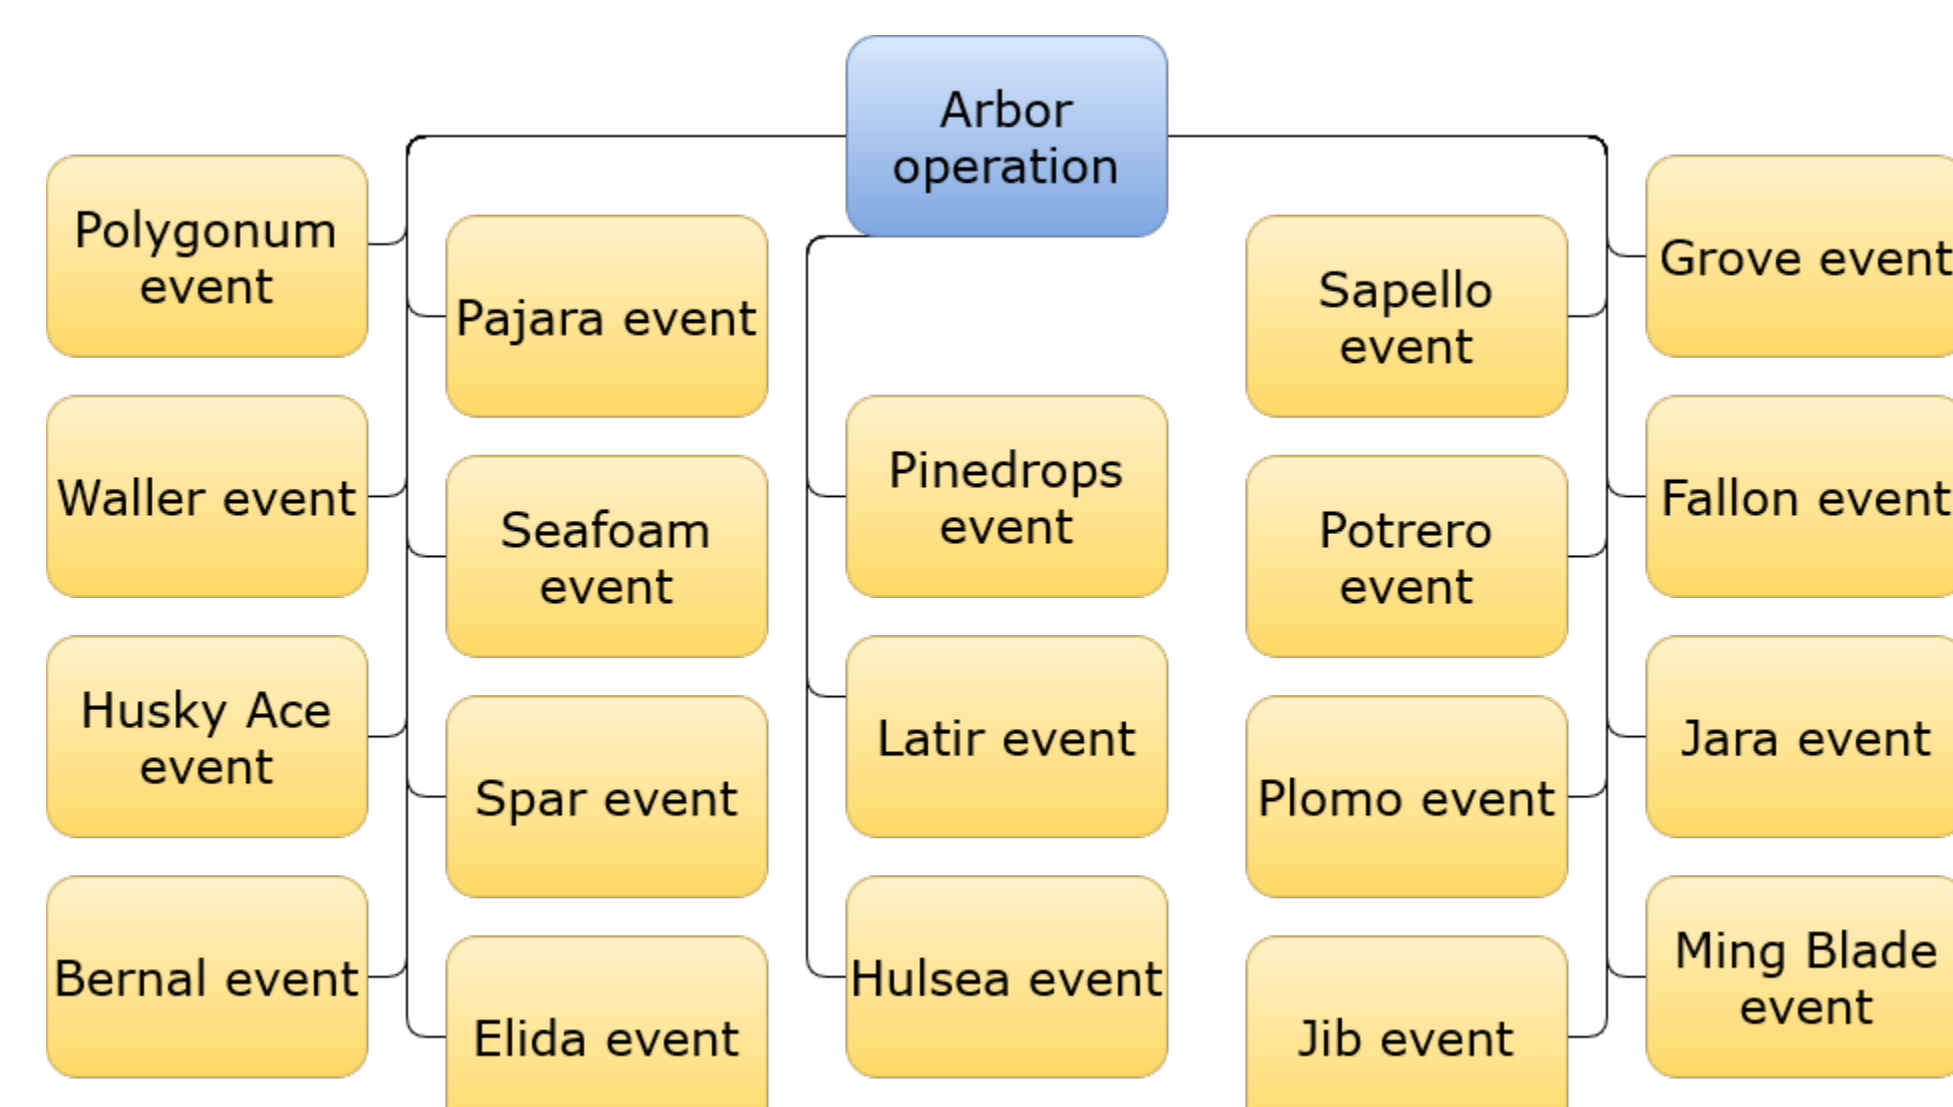 Arbor
operation
Polygonum
event
Pajara event
Sapello
event
Grove event
Waller event
Seafoam
event
Pinedrops
event
Potrero
event
Fallon event
Husky Ace
event
Spar event
Latir event
Plomo event
Jara event
Bernal event
Elida event
Hulsea event
Jib event
Ming Blade
event